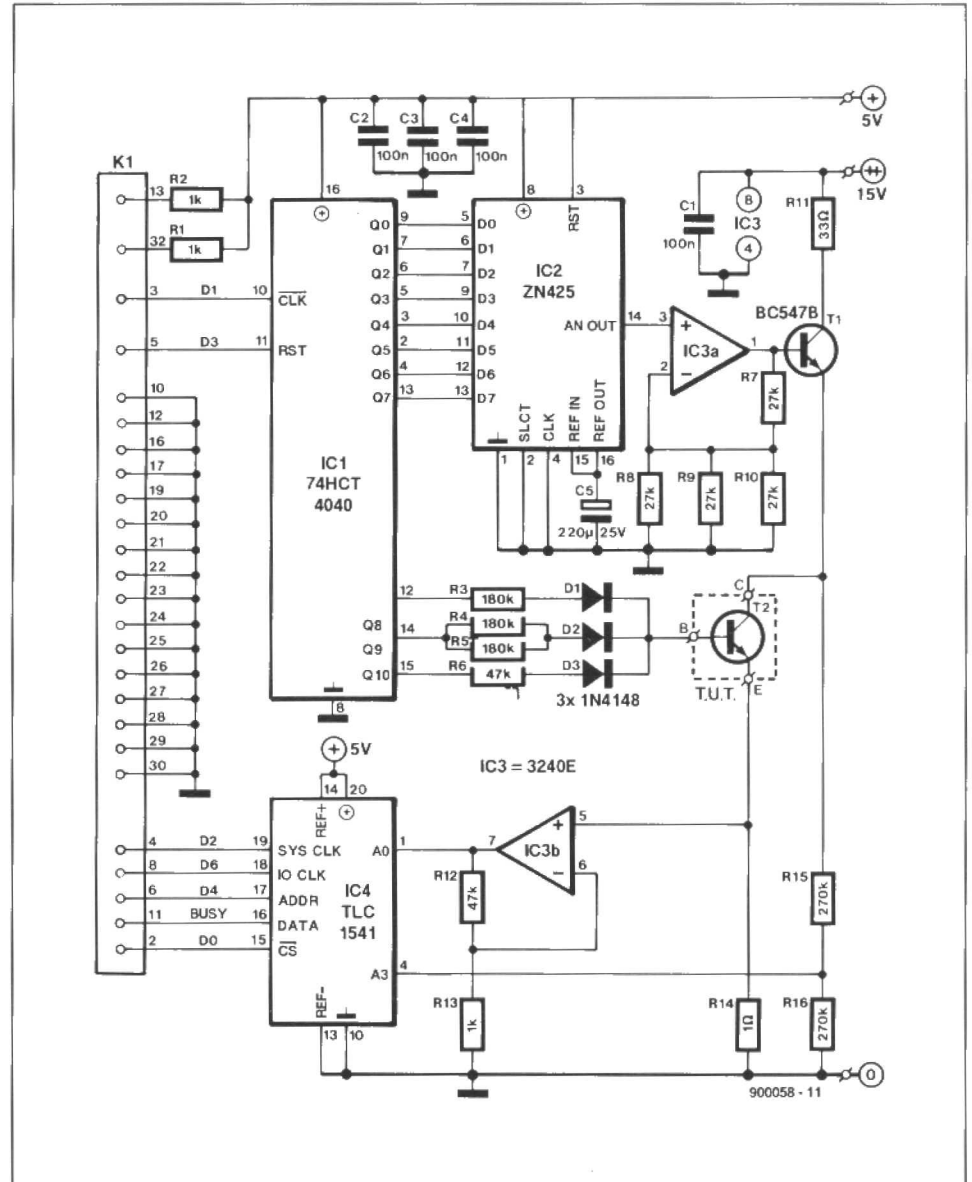 5V
15V
K1
13
R2
1k
32
R1
1k
3
D1
10
CLK
5
D3
11
RST
10
12
16
17
19
20
21
22
23
24
25
26
27
28
29
30
4
D2
19
8
D6
18
6
D4
17
11
BUSY
16
2
D0
15
C2
100n
C3
100n
C4
100n
16
IC1
74HCT
4040
Q0
9
Q1
7
Q2
6
Q3
5
Q4
3
Q5
2
Q6
4
Q7
13
12
Q8
14
Q9
Q10
15
8
8
3
RST
5
D0
6
D1
7
D2
9
D3
10
D4
11
D5
12
D6
13
D7
IC2
ZN425
AN OUT
14
SLCT
CLK
REF IN
REF OUT
1
2
4
15
16
C5
220µ
25V
C1
100n
8
IC3
4
R11
33Ω
BC547B
T1
3
+
2
−
IC3a
1
R7
27k
R8
27k
R9
27k
R10
27k
R3
180k
D1
R4
180k
R5
180k
D2
R6
47k
D3
3x 1N4148
C
B
T2
E
T.U.T.
5V
14
20
REF+
SYS CLK
IO CLK
ADDR
DATA
CS
IC4
TLC
1541
A0
1
A3
4
REF-
13
10
IC3 = 3240E
7
IC3b
+
5
−
6
R12
47k
R13
1k
R14
1Ω
R15
270k
R16
270k
0
900058 - 11